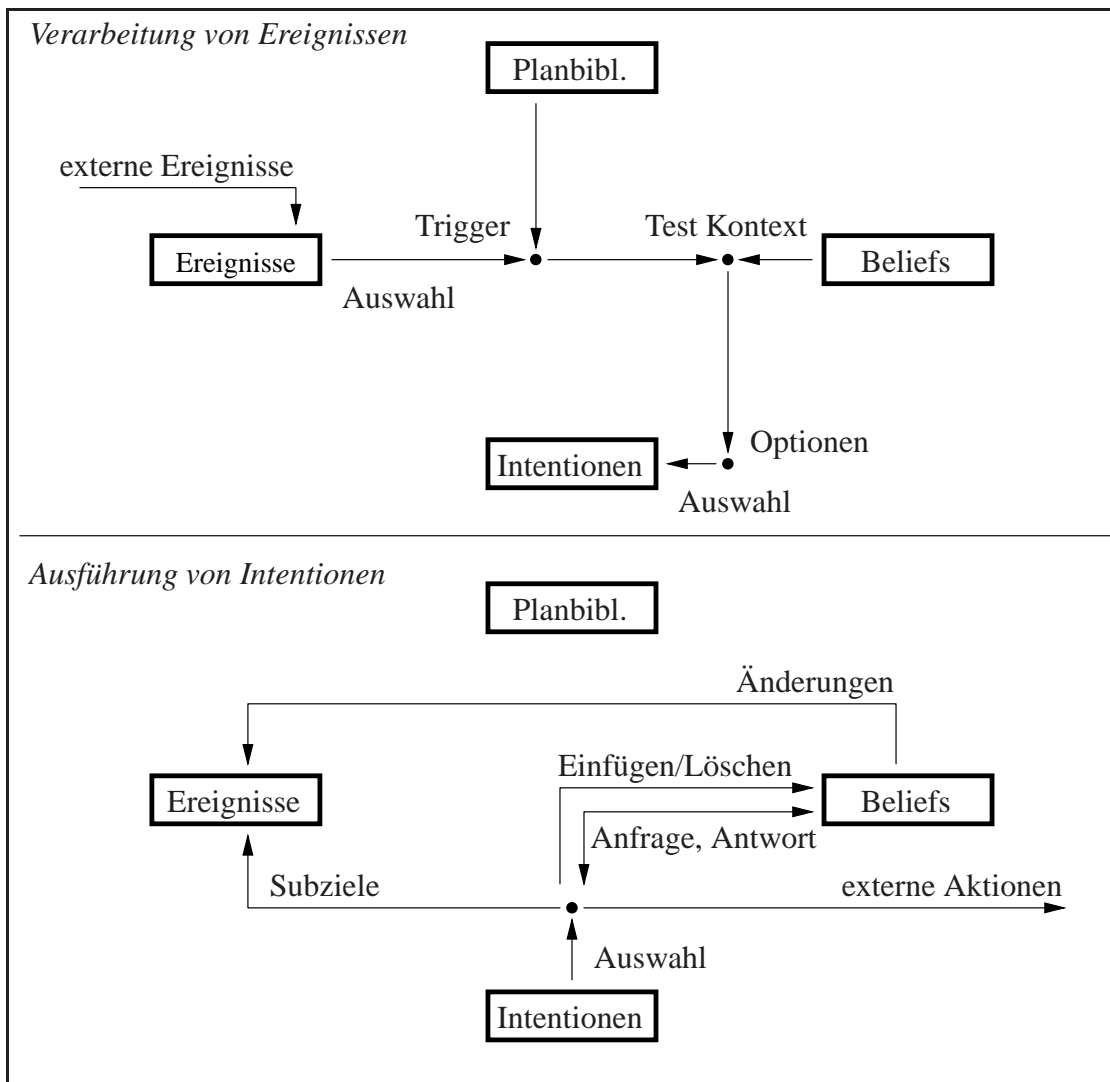 Verarbeitung von Ereignissen
Planbibl.
externe Ereignisse
Trigger
Test Kontext
Ereignisse
Beliefs
Auswahl
Optionen
Intentionen
Auswahl
Ausführung von Intentionen
Planbibl.
Änderungen
Einfügen/Löschen
Ereignisse
Beliefs
Anfrage, Antwort
Subziele
externe Aktionen
Auswahl
Intentionen